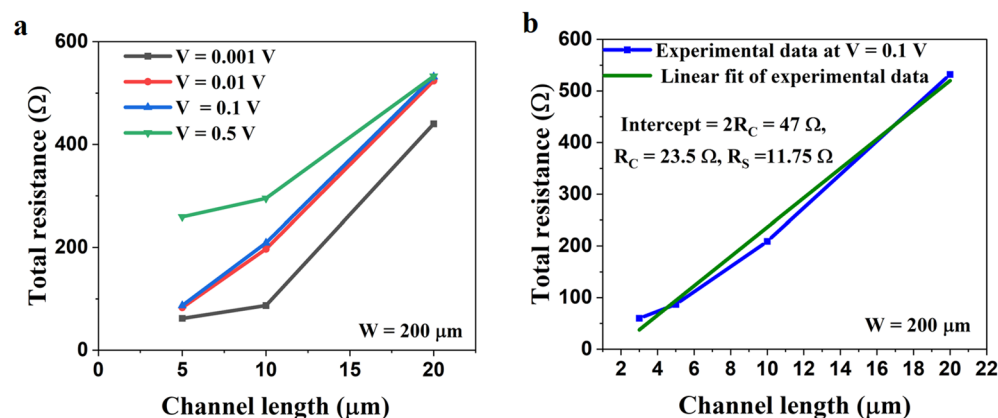 a
V = 0.001 V
V = 0.01 V
V = 0.1 V
V = 0.5 V
W = 200 μm
Total resistance (Ω)
0
200
400
600
0
5
10
15
20
Channel length (μm)
b
Experimental data at V = 0.1 V
Linear fit of experimental data
Intercept = 2R_C = 47 Ω,
R_C = 23.5 Ω, R_S =11.75 Ω
W = 200 μm
Total resistance (Ω)
0
100
200
300
400
500
600
2
4
6
8
10
12
14
16
18
20
22
Channel length (μm)